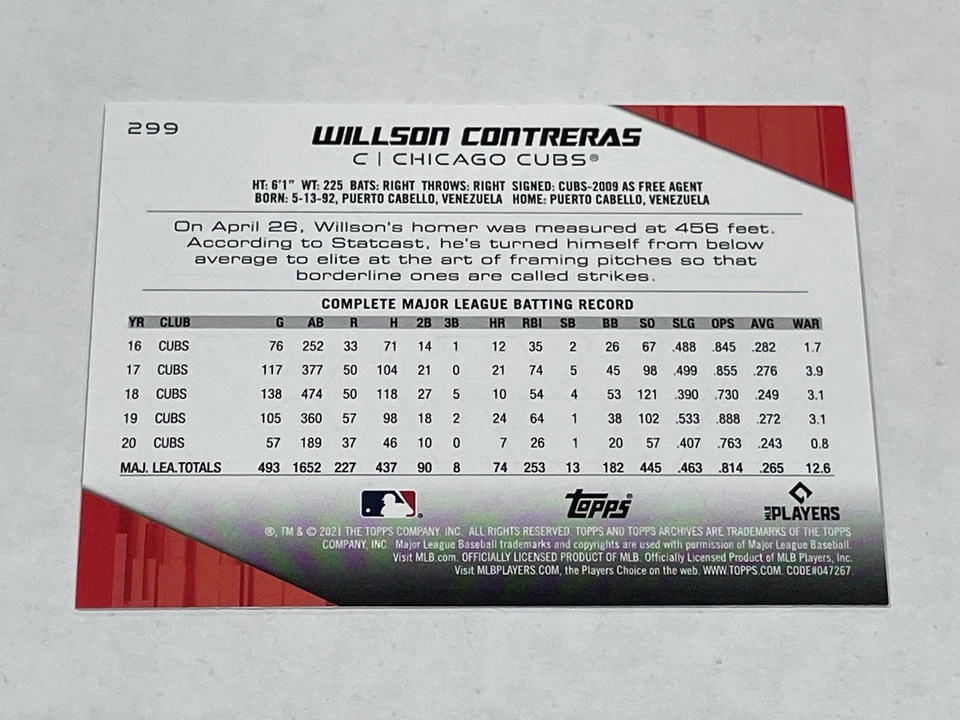 299
WILLSON CONTRERAS
C | CHICAGO CUBS®
HT: 6'1" WT: 225 BATS: RIGHT THROWS: RIGHT SIGNED: CUBS-2009 AS FREE AGENT
BORN: 5-13-92, PUERTO CABELLO, VENEZUELA HOME: PUERTO CABELLO, VENEZUELA
On April 26, Willson's homer was measured at 456 feet.
According to Statcast, he's turned himself from below
average to elite at the art of framing pitches so that
borderline ones are called strikes.
COMPLETE MAJOR LEAGUE BATTING RECORD
YR CLUB G AB R H 2B 3B HR RBI SB BB SO SLG OPS AVG WAR
16 CUBS 76 252 33 71 14 1 12 35 2 26 67 .488 .845 .282 1.7
17 CUBS 117 377 50 104 21 0 21 74 5 45 98 .499 .855 .276 3.9
18 CUBS 138 474 50 118 27 5 10 54 4 53 121 .390 .730 .249 3.1
19 CUBS 105 360 57 98 18 2 24 64 1 38 102 .533 .888 .272 3.1
20 CUBS 57 189 37 46 10 0 7 26 1 20 57 .407 .763 .243 0.8
MAJ. LEA.TOTALS 493 1652 227 437 90 8 74 253 13 182 445 .463 .814 .265 12.6
topps®
MLB PLAYERS
®, TM & © 2021 THE TOPPS COMPANY, INC. ALL RIGHTS RESERVED. TOPPS AND TOPPS ARCHIVES ARE TRADEMARKS OF THE TOPPS
COMPANY, INC. Major League Baseball trademarks and copyrights are used with permission of Major League Baseball.
Visit MLB.com. OFFICIALLY LICENSED PRODUCT OF MLB. Officially Licensed Product of MLB Players, Inc.
Visit MLBPLAYERS.COM, the Players Choice on the web. WWW.TOPPS.COM. CODE#047267